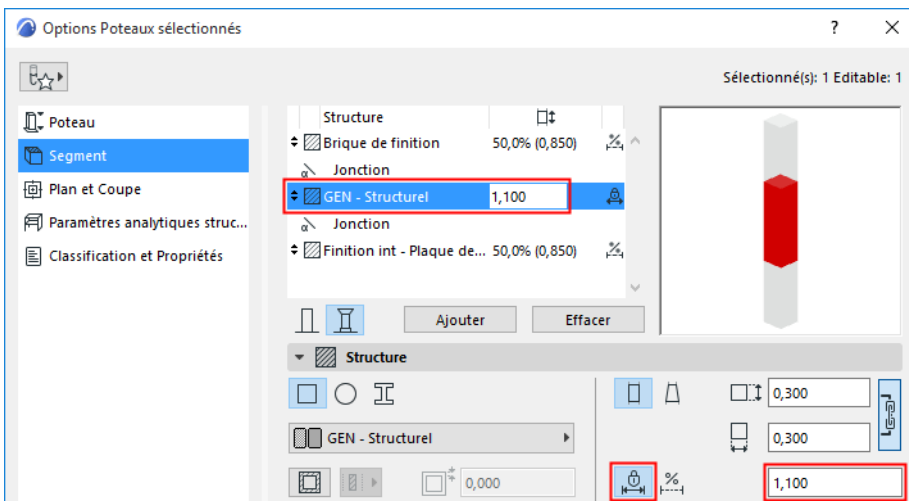 Options Poteaux sélectionnés
?
Sélectionné(s): 1 Editable: 1
Poteau
Segment
Plan et Coupe
Paramètres analytiques struc...
Classification et Propriétés
Structure
Brique de finition 50,0% (0,850) %
Jonction
GEN - Structurel 1,100
Jonction
Finition int - Plaque de... 50,0% (0,850) %
Ajouter Effacer
Structure
0,300
GEN - Structurel 0,300
0,000 % 1,100